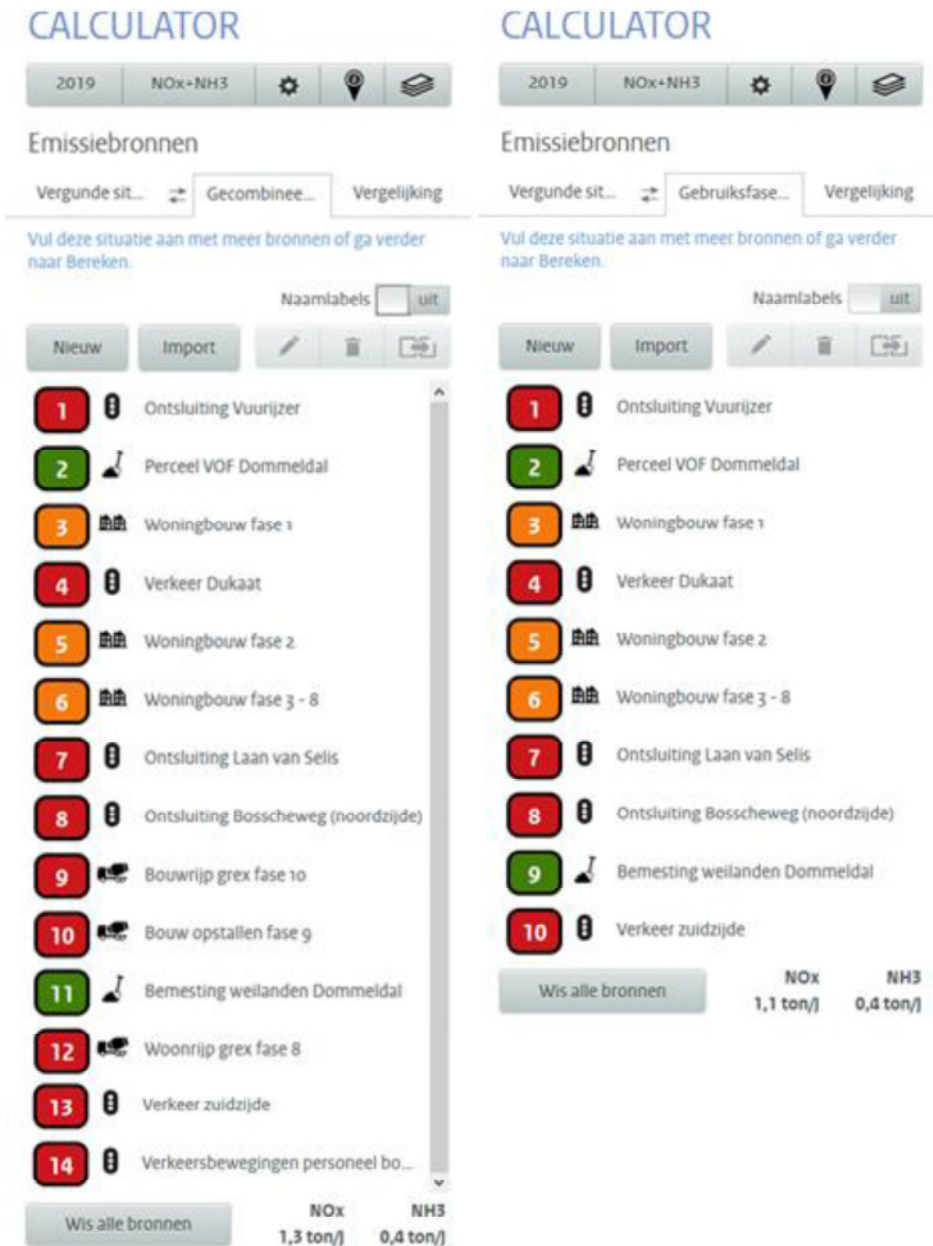 CALCULATOR
2019 NOx+NH3
Emissiebronnen
Vergunde sit... Gecombinee... Vergelijking
Vul deze situatie aan met meer bronnen of ga verder
naar Bereken.
Naamlabels uit
Nieuw Import
1 Ontsluiting Vuurijzer
2 Perceel VOF Dommeldal
3 Woningbouw fase 1
4 Verkeer Dukaat
5 Woningbouw fase 2
6 Woningbouw fase 3 - 8
7 Ontsluiting Laan van Selis
8 Ontsluiting Bosscheweg (noordzijde)
9 Bouwrijp grex fase 10
10 Bouw opstallen fase 9
11 Bemesting weilanden Dommeldal
12 Woonrijp grex fase 8
13 Verkeer zuidzijde
14 Verkeersbewegingen personeel bo...
Wis alle bronnen NOx NH3
1,3 ton/j 0,4 ton/j
CALCULATOR
2019 NOx+NH3
Emissiebronnen
Vergunde sit... Gebruiksfase... Vergelijking
Vul deze situatie aan met meer bronnen of ga verder
naar Bereken.
Naamlabels uit
Nieuw Import
1 Ontsluiting Vuurijzer
2 Perceel VOF Dommeldal
3 Woningbouw fase 1
4 Verkeer Dukaat
5 Woningbouw fase 2
6 Woningbouw fase 3 - 8
7 Ontsluiting Laan van Selis
8 Ontsluiting Bosscheweg (noordzijde)
9 Bemesting weilanden Dommeldal
10 Verkeer zuidzijde
Wis alle bronnen NOx NH3
1,1 ton/j 0,4 ton/j